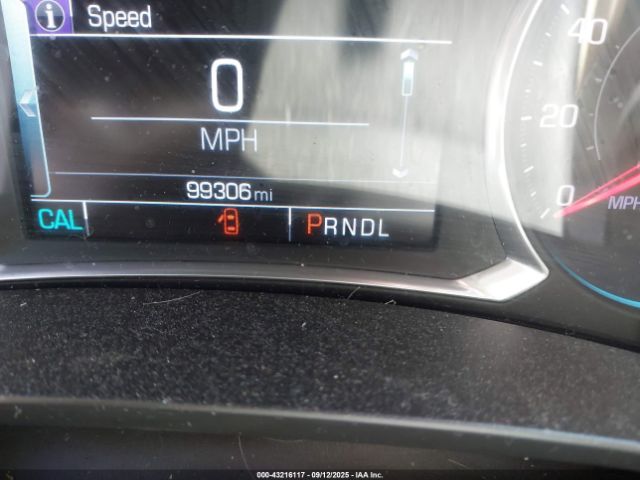 i Speed
0
MPH
99306 mi
CAL
PRNDL
40
20
0
MPH
000-43216117 - 09/12/2025 - IAA Inc.